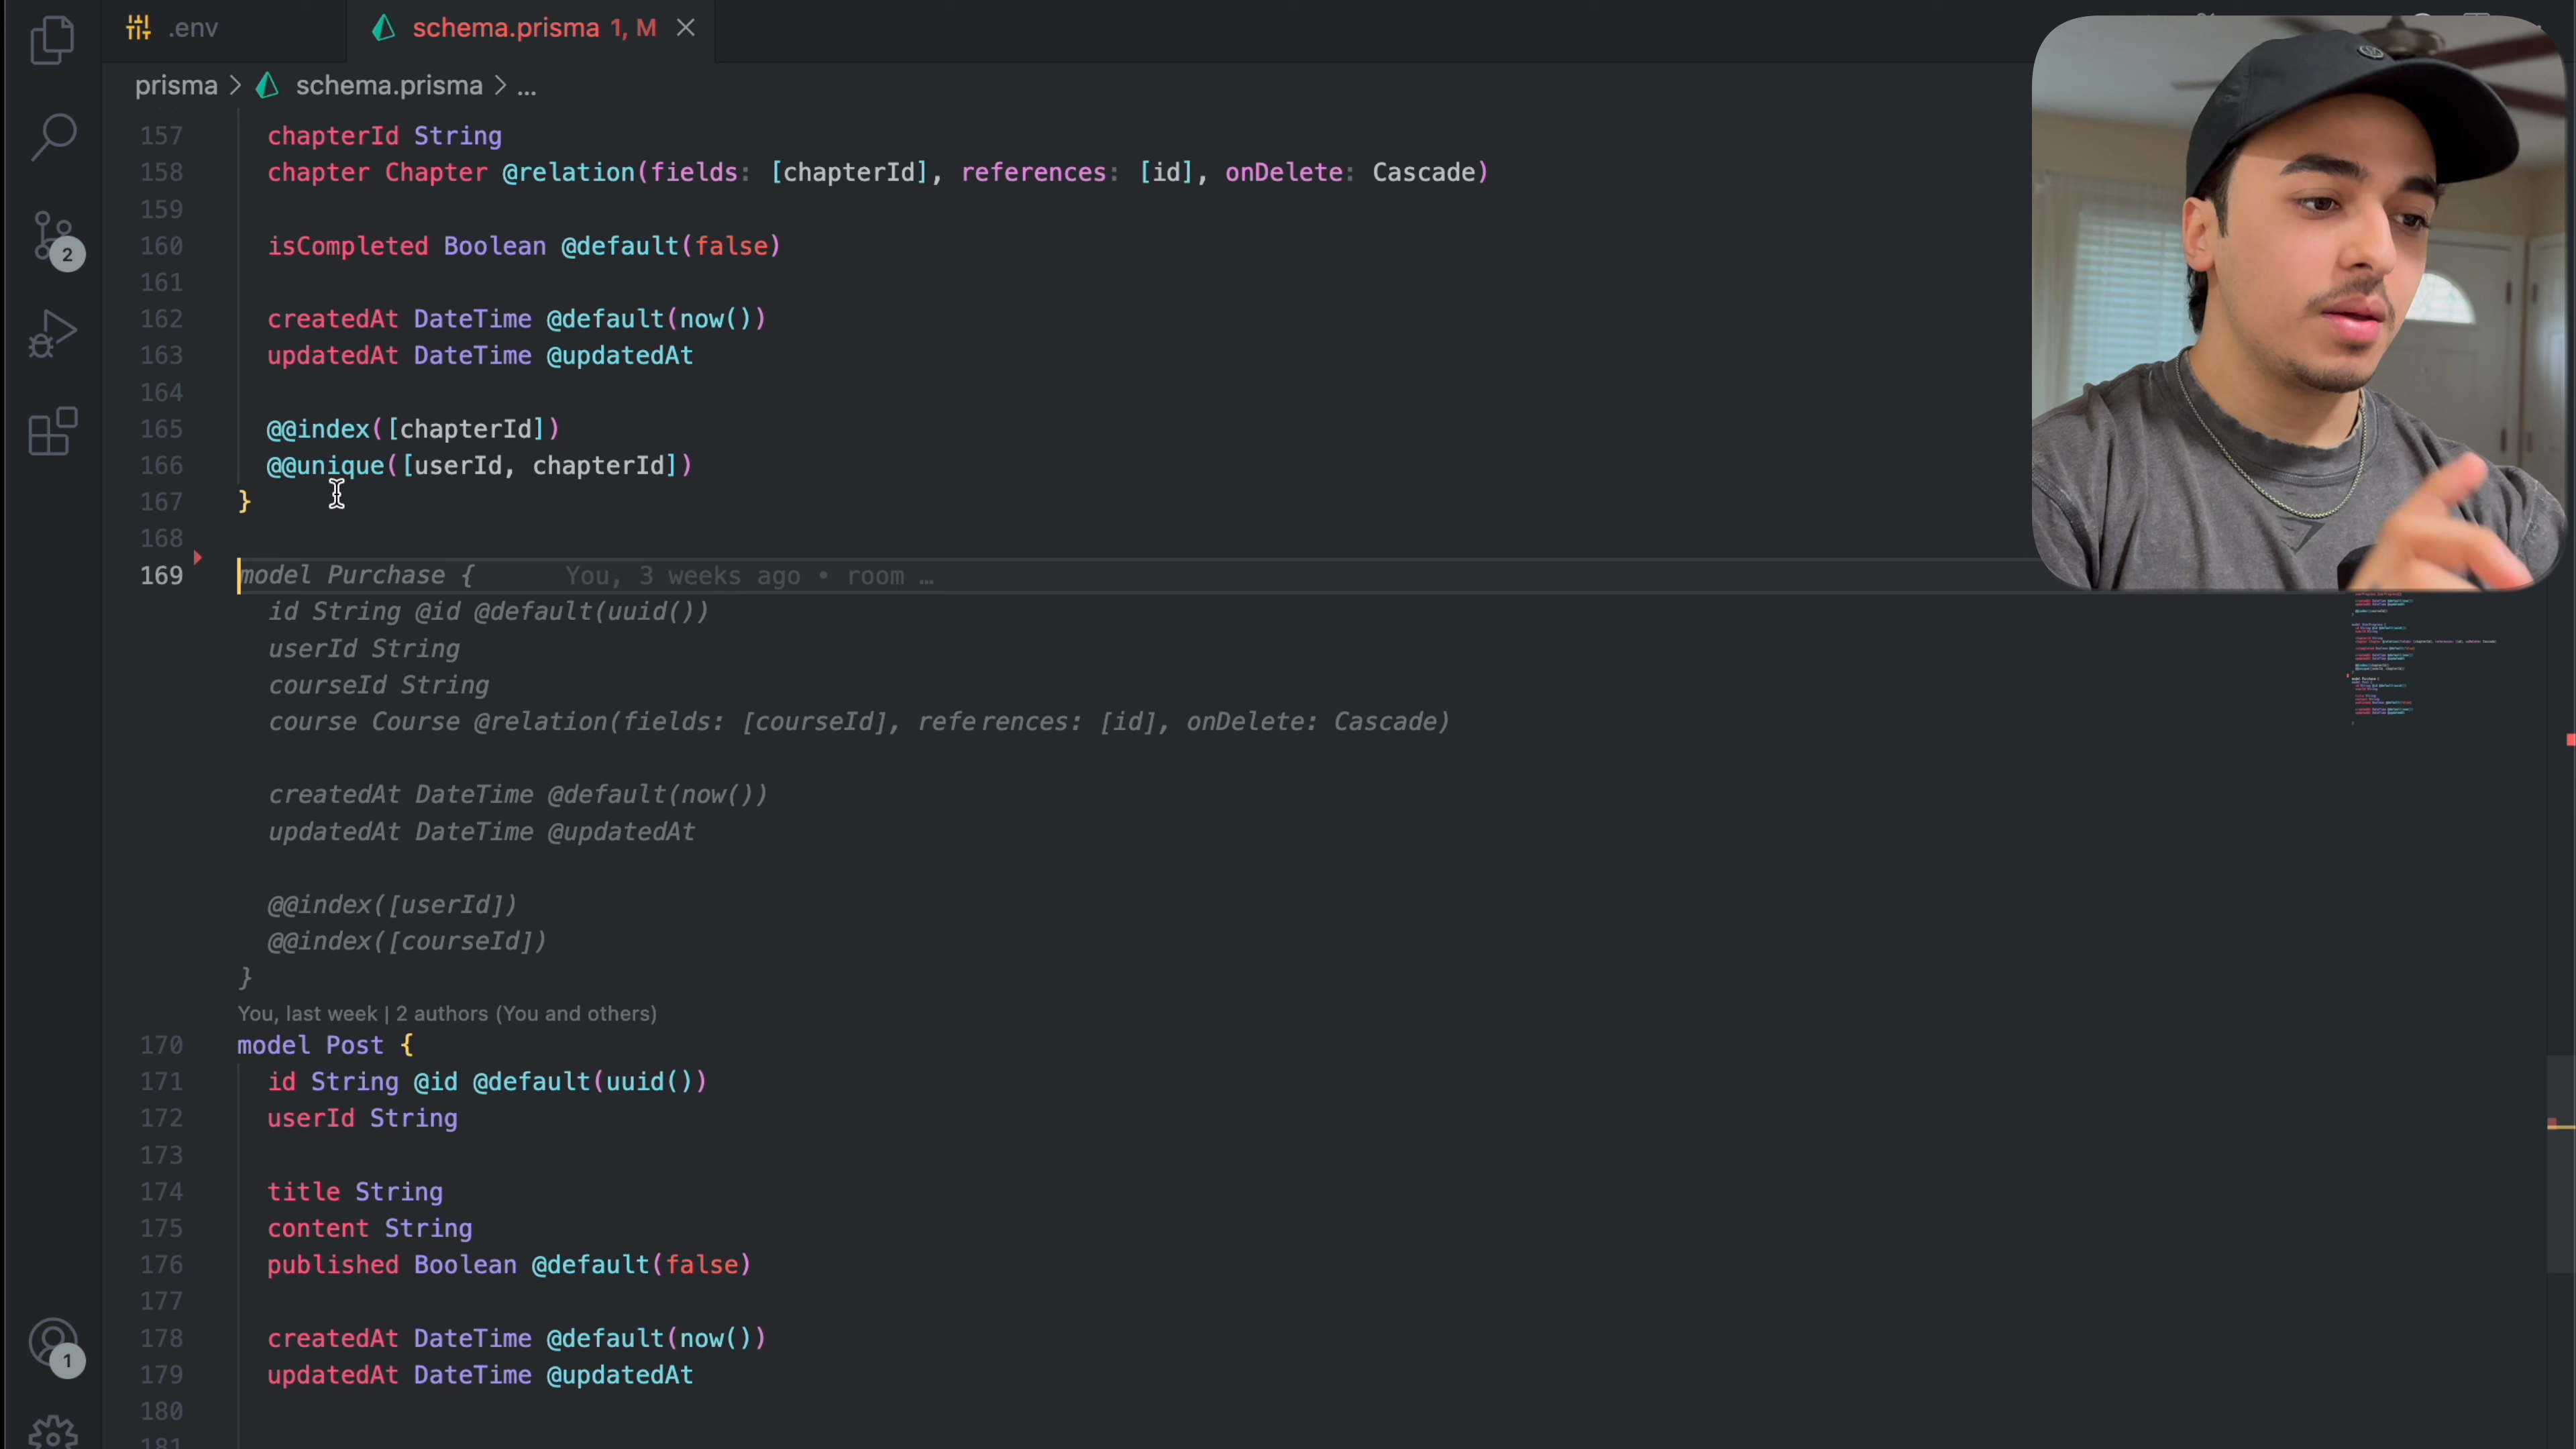 .env
schema.prisma 1, M
prisma > schema.prisma > ...
157 chapterId String
158 chapter Chapter @relation(fields: [chapterId], references: [id], onDelete: Cascade)
159
160 isCompleted Boolean @default(false)
161
162 createdAt DateTime @default(now())
163 updatedAt DateTime @updatedAt
164
165 @@index([chapterId])
166 @@unique([userId, chapterId])
167 }
168
169 model Purchase { You, 3 weeks ago • room …
id String @id @default(uuid())
userId String
courseId String
course Course @relation(fields: [courseId], references: [id], onDelete: Cascade)
createdAt DateTime @default(now())
updatedAt DateTime @updatedAt
@@index([userId])
@@index([courseId])
}
You, last week | 2 authors (You and others)
170 model Post {
171 id String @id @default(uuid())
172 userId String
173
174 title String
175 content String
176 published Boolean @default(false)
177
178 createdAt DateTime @default(now())
179 updatedAt DateTime @updatedAt
180
181
2
1